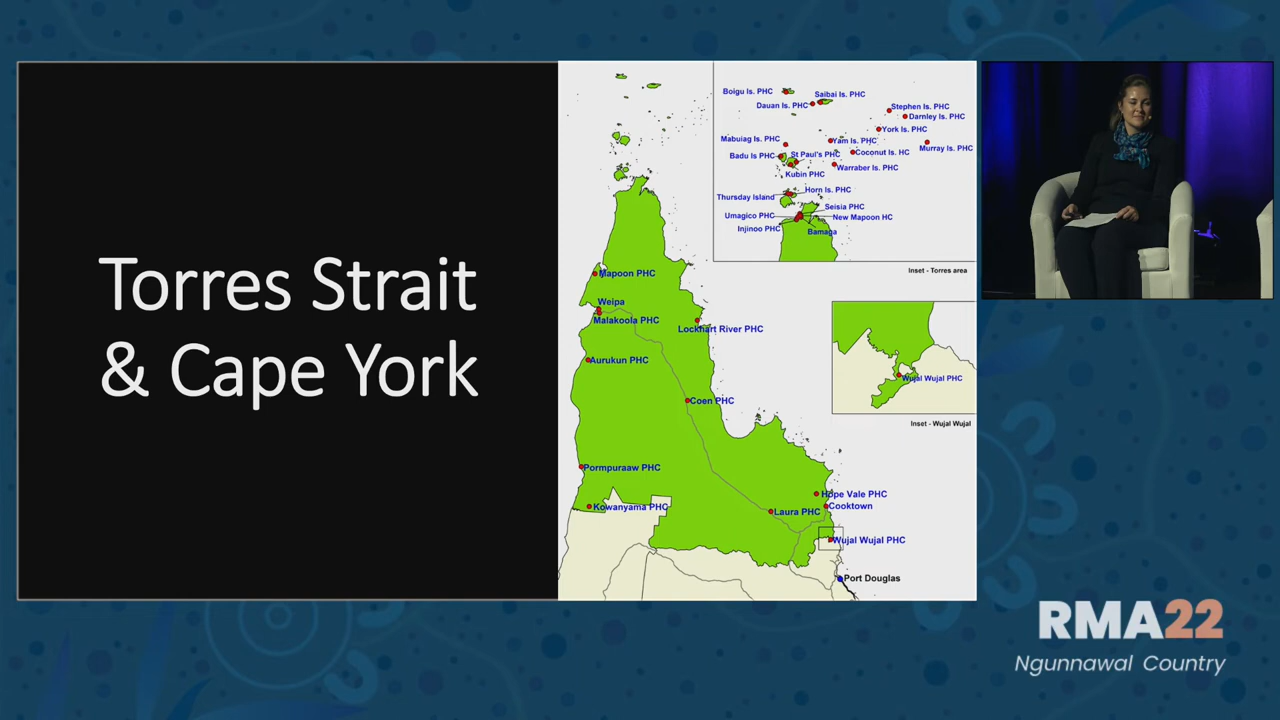 Torres Strait
& Cape York
Boigu Is. PHC
Saibai Is. PHC
Dauan Is. PHC
Stephen Is. PHC
Darnley Is. PHC
York Is. PHC
Mabuiag Is. PHC
Yam Is. PHC
Murray Is. PHC
Badu Is PHC
St Paul's PHC
Coconut Is. HC
Kubin PHC
Warraber Is. PHC
Thursday Island
Horn Is. PHC
Seisia PHC
Umagico PHC
New Mapoon HC
Injinoo PHC
Bamaga
Inset - Torres area
Mapoon PHC
Weipa
Malakoola PHC
Lockhart River PHC
Aurukun PHC
Coen PHC
Wujal Wujal PHC
Inset - Wujal Wujal
Pormpuraaw PHC
Kowanyama PHC
Hope Vale PHC
Cooktown
Laura PHC
Wujal Wujal PHC
Port Douglas
RMA22
Ngunnawal Country